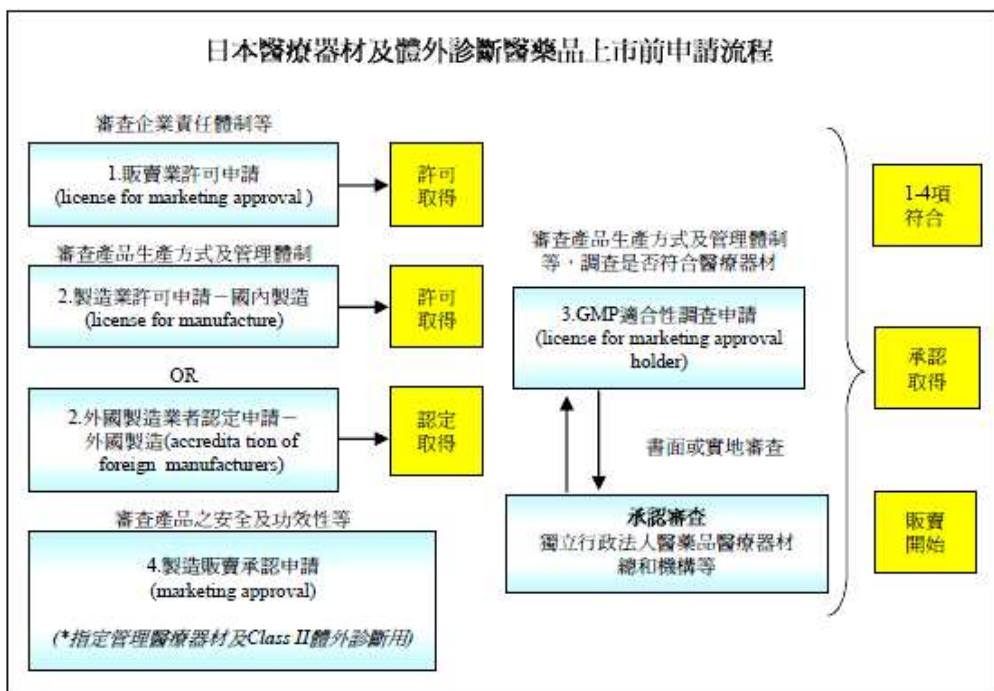 日本醫療器材及體外診斷醫藥品上市前申請流程
審查企業責任體制等
1.販賣業許可申請
(license for marketing approval )
許可
取得
審查產品生產方式及管理體制
2.製造業許可申請－國內製造
(license for manufacture)
許可
取得
OR
2.外國製造業者認定申請－
外國製造(accredita tion of
foreign manufacturers)
認定
取得
審查產品之安全及功效性等
4.製造販賣承認申請
(marketing approval)
(*指定管理醫療器材及Class II體外診斷用)
審查產品生產方式及管理體制
等，調查是否符合醫療器材
3.GMP適合性調查申請
(license for marketing approval
holder)
書面或實地審查
承認審查
獨立行政法人醫藥品醫療器材
總和機構等
1-4項
符合
承認
取得
販賣
開始